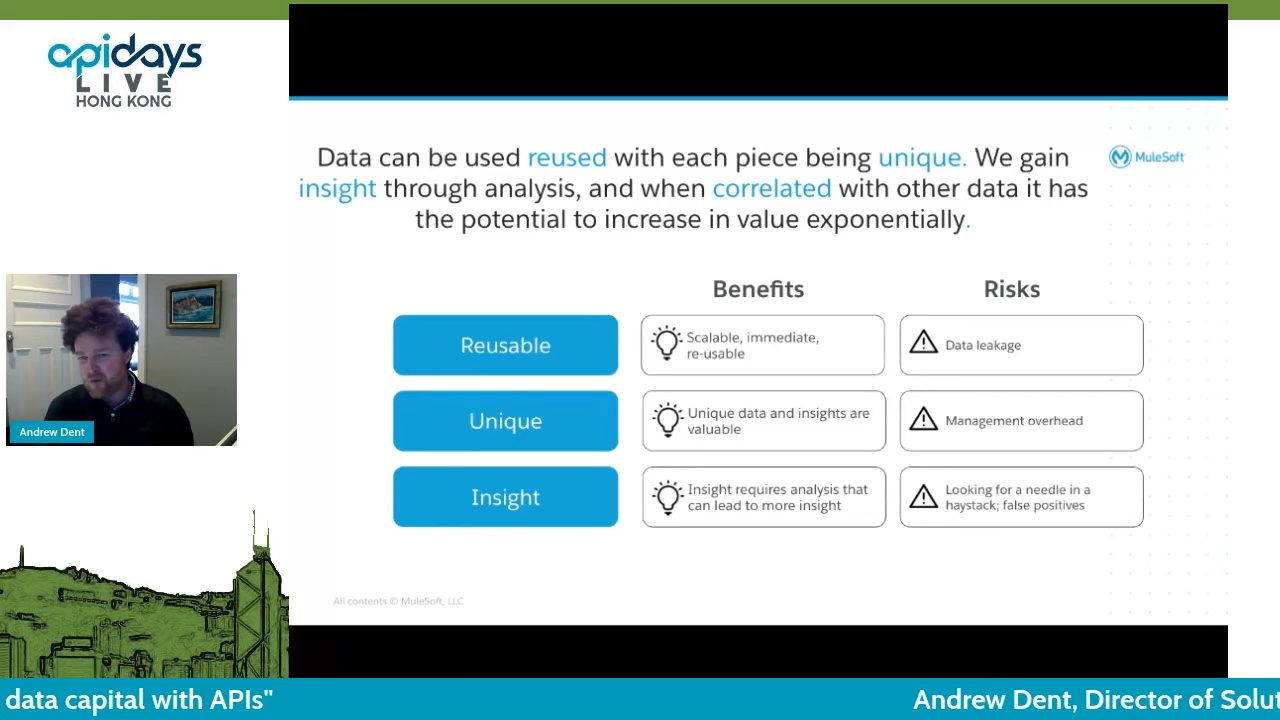 apidays
LIVE
HONG KONG
Data can be used reused with each piece being unique. We gain
insight through analysis, and when correlated with other data it has
the potential to increase in value exponentially.
MuleSoft
Benefits
Risks
Reusable
Scalable, immediate,
re-usable
Data leakage
Unique
Unique data and insights are
valuable
Management overhead
Insight
Insight requires analysis that
can lead to more insight
Looking for a needle in a
haystack; false positives
Andrew Dent
All contents © MuleSoft, LLC
data capital with APIs"
Andrew Dent, Director of Solut